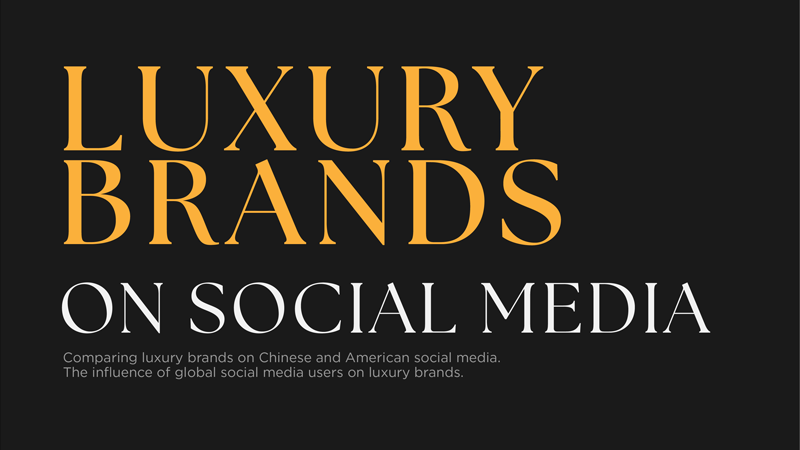 LUXURY
BRANDS
ON SOCIAL MEDIA
Comparing luxury brands on Chinese and American social media.
The influence of global social media users on luxury brands.